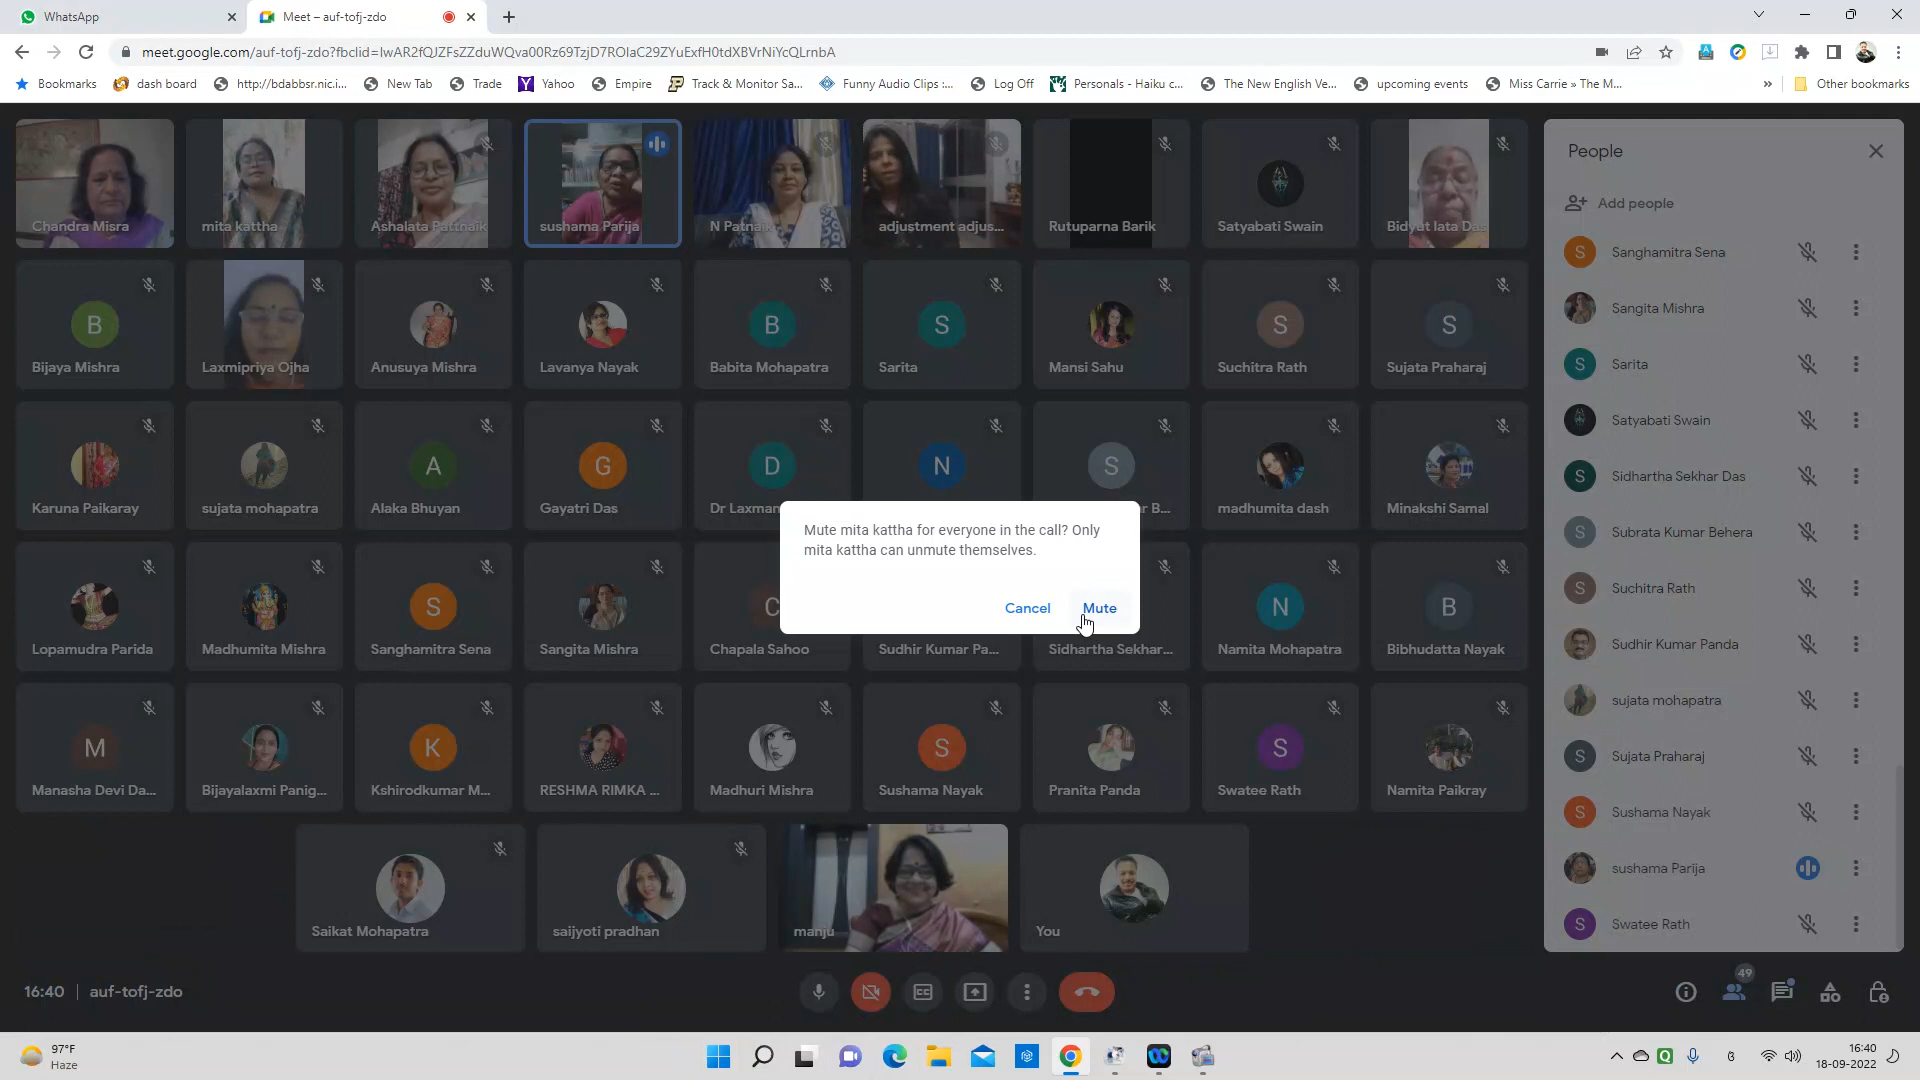 WhatsApp
Meet – auf-tofj-zdo
meet.google.com/auf-tofj-zdo?fbclid=IwAR2fQJZFsZZduWQva00Rz69TzjD7ROIaC29ZYuExfH0tdXBVrNiYcQLrnbA
Bookmarks
dash board
http://bdabbsr.nic.i...
New Tab
Trade
Yahoo
Empire
Track & Monitor Sa...
Funny Audio Clips :...
Log Off
Personals - Haiku c...
The New English Ve...
upcoming events
Miss Carrie » The M...
»
Other bookmarks
Chandra Misra
mita kattha
Ashalata Pattnaik
sushama Parija
N Patnaik
adjustment adjus...
Rutuparna Barik
Satyabati Swain
Bidyut lata Das
B
Bijaya Mishra
Laxmipriya Ojha
Anusuya Mishra
Lavanya Nayak
B
Babita Mohapatra
S
Sarita
Mansi Sahu
S
Suchitra Rath
S
Sujata Praharaj
Karuna Paikaray
sujata mohapatra
A
Alaka Bhuyan
G
Gayatri Das
D
Dr Laxman
N
S
r B...
madhumita dash
Minakshi Samal
Mute mita kattha for everyone in the call? Only
mita kattha can unmute themselves.
Cancel
Mute
Lopamudra Parida
Madhumita Mishra
S
Sanghamitra Sena
Sangita Mishra
C
Chapala Sahoo
Sudhir Kumar Pa...
Sidhartha Sekhar...
N
Namita Mohapatra
B
Bibhudatta Nayak
M
Manasha Devi Da...
Bijayalaxmi Panig...
K
Kshirodkumar M...
RESHMA RIMKA ...
Madhuri Mishra
S
Sushama Nayak
Pranita Panda
S
Swatee Rath
Namita Paikray
Saikat Mohapatra
saijyoti pradhan
manju
You
People
Add people
S
Sanghamitra Sena
Sangita Mishra
S
Sarita
Satyabati Swain
S
Sidhartha Sekhar Das
S
Subrata Kumar Behera
S
Suchitra Rath
Sudhir Kumar Panda
sujata mohapatra
S
Sujata Praharaj
S
Sushama Nayak
sushama Parija
S
Swatee Rath
16:40 | auf-tofj-zdo
49
97°F
Haze
16:40
18-09-2022